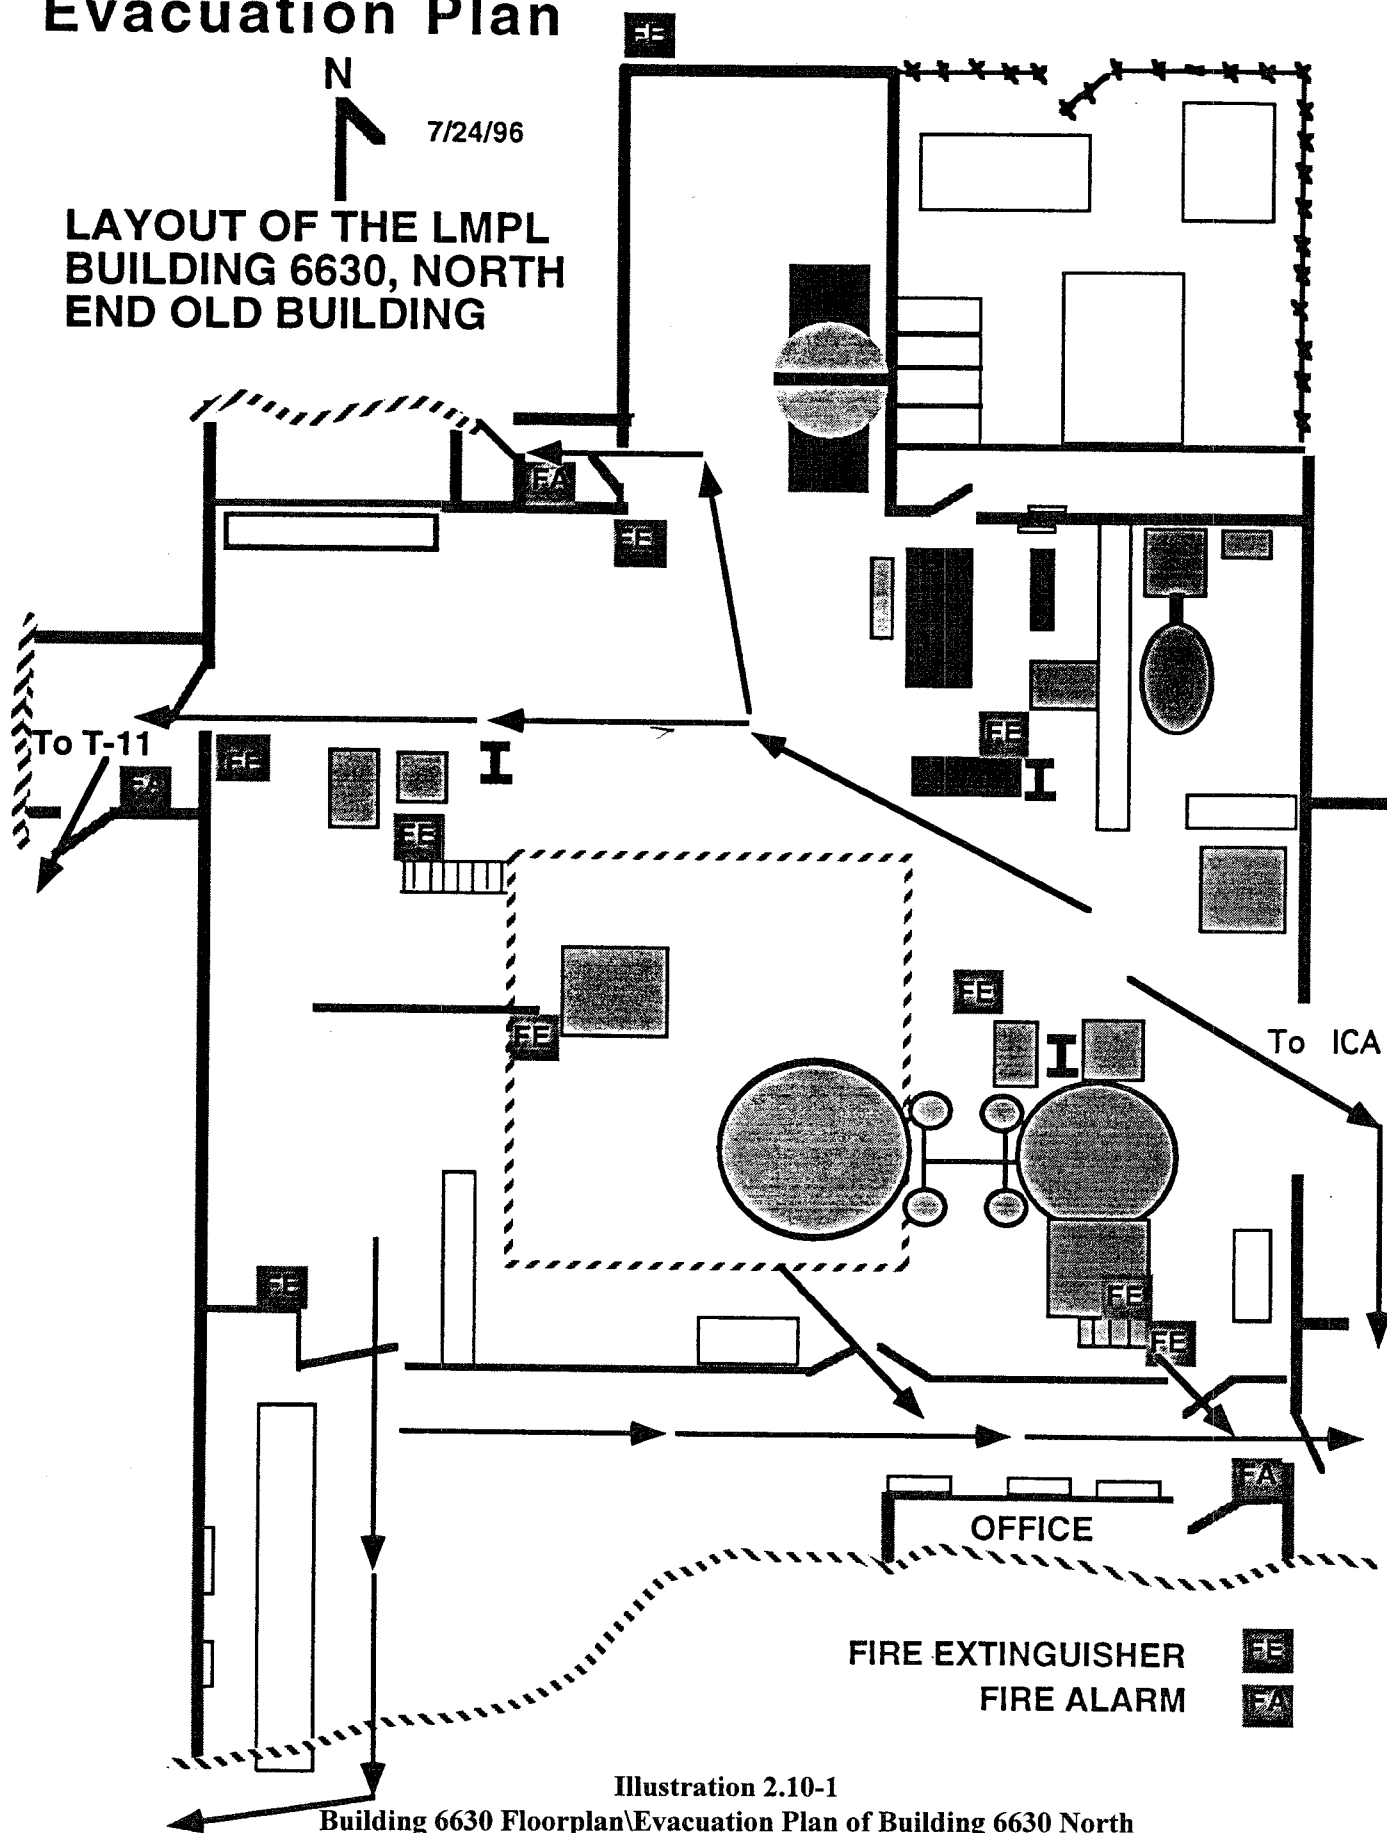 Evacuation Plan
FE
N
7/24/96
LAYOUT OF THE LMPL
BUILDING 6630, NORTH
END OLD BUILDING
FA
FE
FE
To T-11
FE
FA
FE
FE
FE
To ICA
FE
FE
FE
FA
OFFICE
FIRE EXTINGUISHER FE
FIRE ALARM FA
Illustration 2.10-1
Building 6630 Floorplan\Evacuation Plan of Building 6630 North